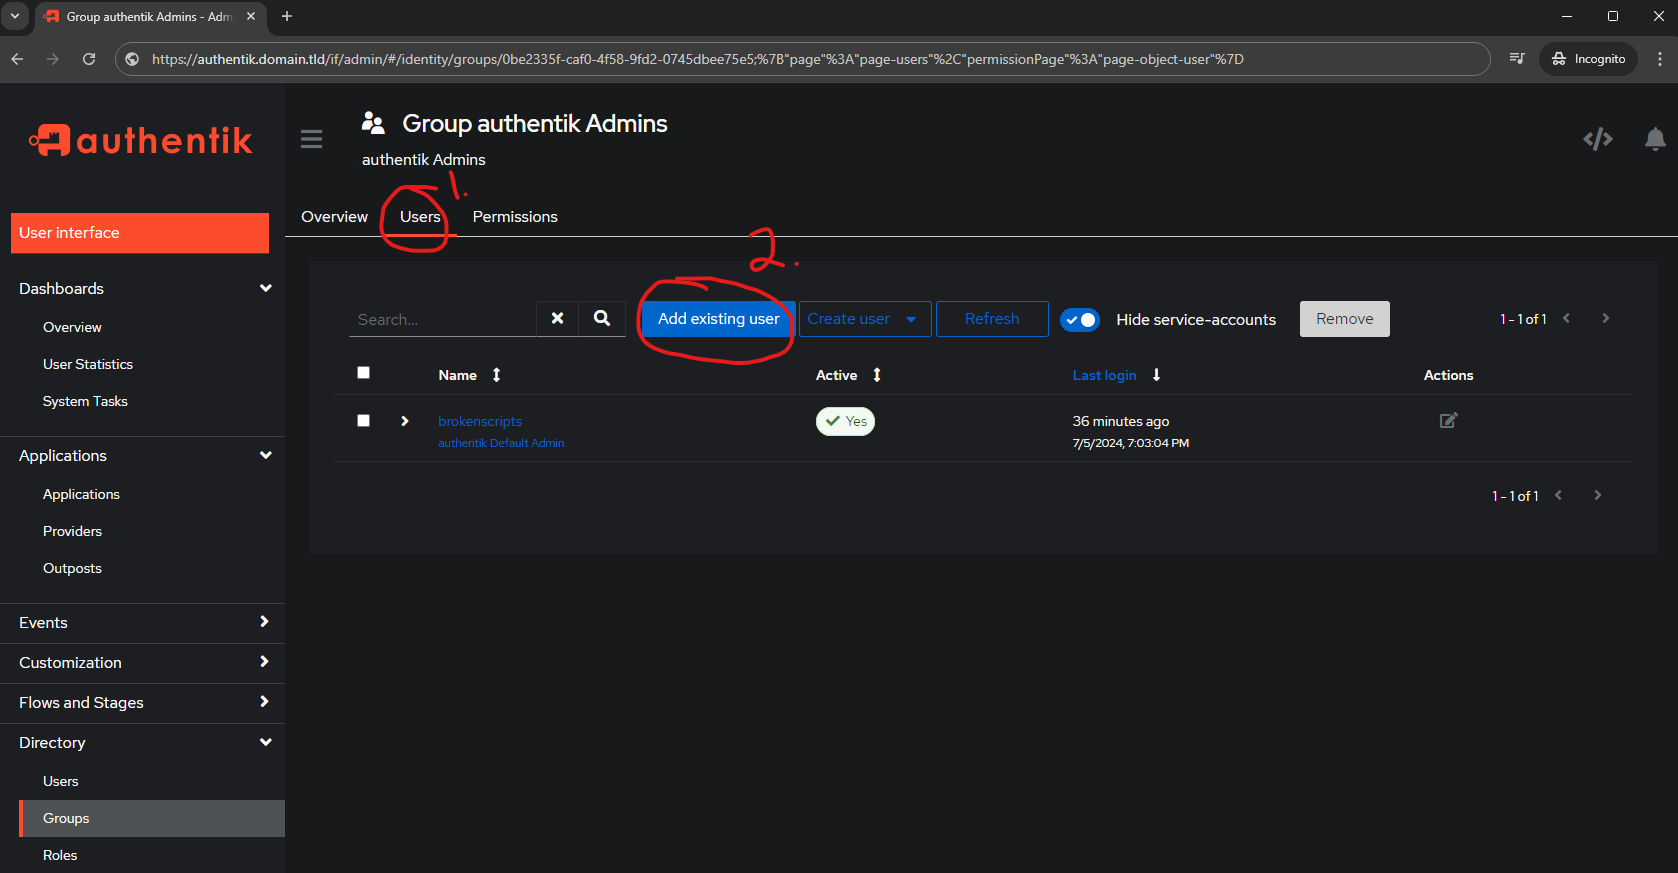 Group authentik Admins - Adm
https://authentik.domain.tld/if/admin/#/identity/groups/0be2335f-caf0-4f58-9fd2-0745dbee75e5;%7B"page"%3A"page-users"%2C"permissionPage"%3A"page-object-user"%7D
Incognito
authentik
Group authentik Admins
authentik Admins
1.
Overview Users Permissions
2.
User interface
Dashboards
Overview
User Statistics
System Tasks
Applications
Applications
Providers
Outposts
Events
Customization
Flows and Stages
Directory
Users
Groups
Roles
Search... Add existing user Create user Refresh Hide service-accounts Remove 1 - 1 of 1
Name Active Last login Actions
brokenscripts Yes 36 minutes ago
authentik Default Admin 7/5/2024, 7:03:04 PM
1 - 1 of 1